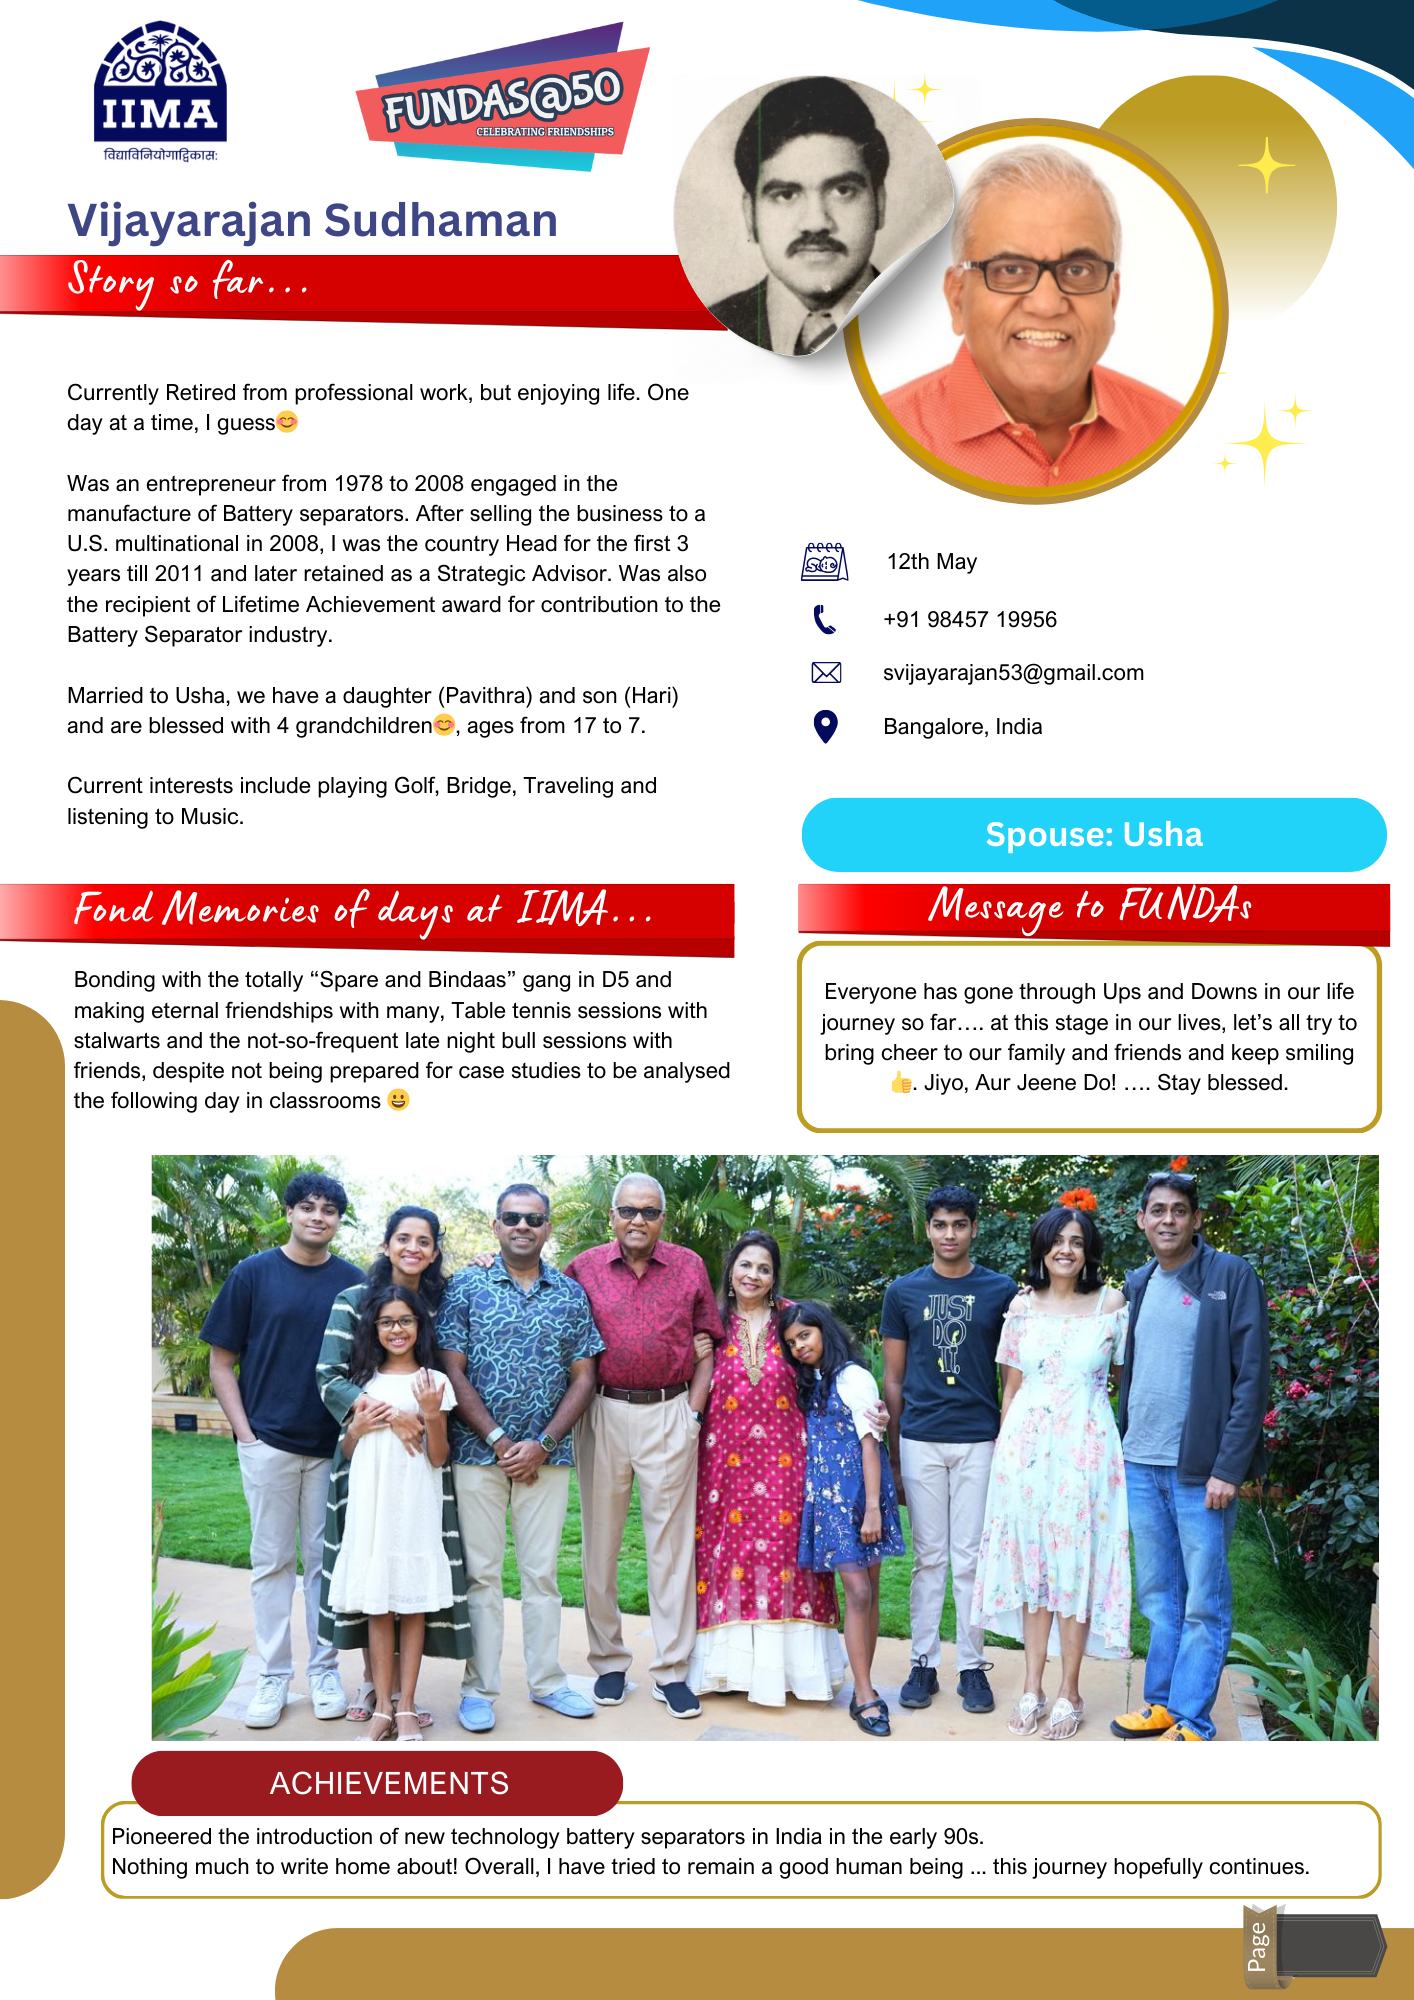 IIMA
विद्याविनियोगाद्विकास:
FUNDAS@50
CELEBRATING FRIENDSHIPS
Vijayarajan Sudhaman
Story so far...
Currently Retired from professional work, but enjoying life. One
day at a time, I guess😊
Was an entrepreneur from 1978 to 2008 engaged in the
manufacture of Battery separators. After selling the business to a
U.S. multinational in 2008, I was the country Head for the first 3
years till 2011 and later retained as a Strategic Advisor. Was also
the recipient of Lifetime Achievement award for contribution to the
Battery Separator industry.
Married to Usha, we have a daughter (Pavithra) and son (Hari)
and are blessed with 4 grandchildren😊, ages from 17 to 7.
Current interests include playing Golf, Bridge, Traveling and
listening to Music.
12th May
+91 98457 19956
svijayarajan53@gmail.com
Bangalore, India
Spouse: Usha
Fond Memories of days at IIMA...
Bonding with the totally “Spare and Bindaas” gang in D5 and
making eternal friendships with many, Table tennis sessions with
stalwarts and the not-so-frequent late night bull sessions with
friends, despite not being prepared for case studies to be analysed
the following day in classrooms 😀
Message to FUNDAs
Everyone has gone through Ups and Downs in our life
journey so far…. at this stage in our lives, let’s all try to
bring cheer to our family and friends and keep smiling
👍. Jiyo, Aur Jeene Do! …. Stay blessed.
JUST
DO
IT.
ACHIEVEMENTS
Pioneered the introduction of new technology battery separators in India in the early 90s.
Nothing much to write home about! Overall, I have tried to remain a good human being ... this journey hopefully continues.
Page